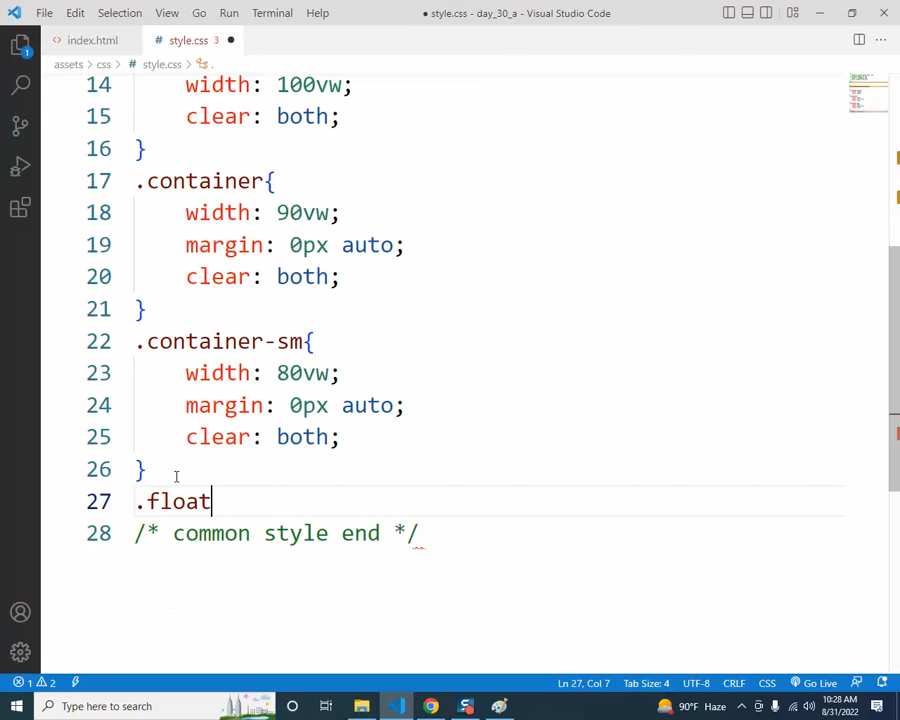 File Edit Selection View Go Run Terminal Help ● style.css - day_30_a - Visual Studio Code
<> index.html # style.css 3 ●
assets > css > # style.css > .
14 width: 100vw;
15 clear: both;
16 }
17 .container{
18 width: 90vw;
19 margin: 0px auto;
20 clear: both;
21 }
22 .container-sm{
23 width: 80vw;
24 margin: 0px auto;
25 clear: both;
26 }
27 .float
28 /* common style end */
1
1 2 Ln 27, Col 7 Tab Size: 4 UTF-8 CRLF CSS Go Live
Type here to search 90°F Haze 10:28 AM
8/31/2022